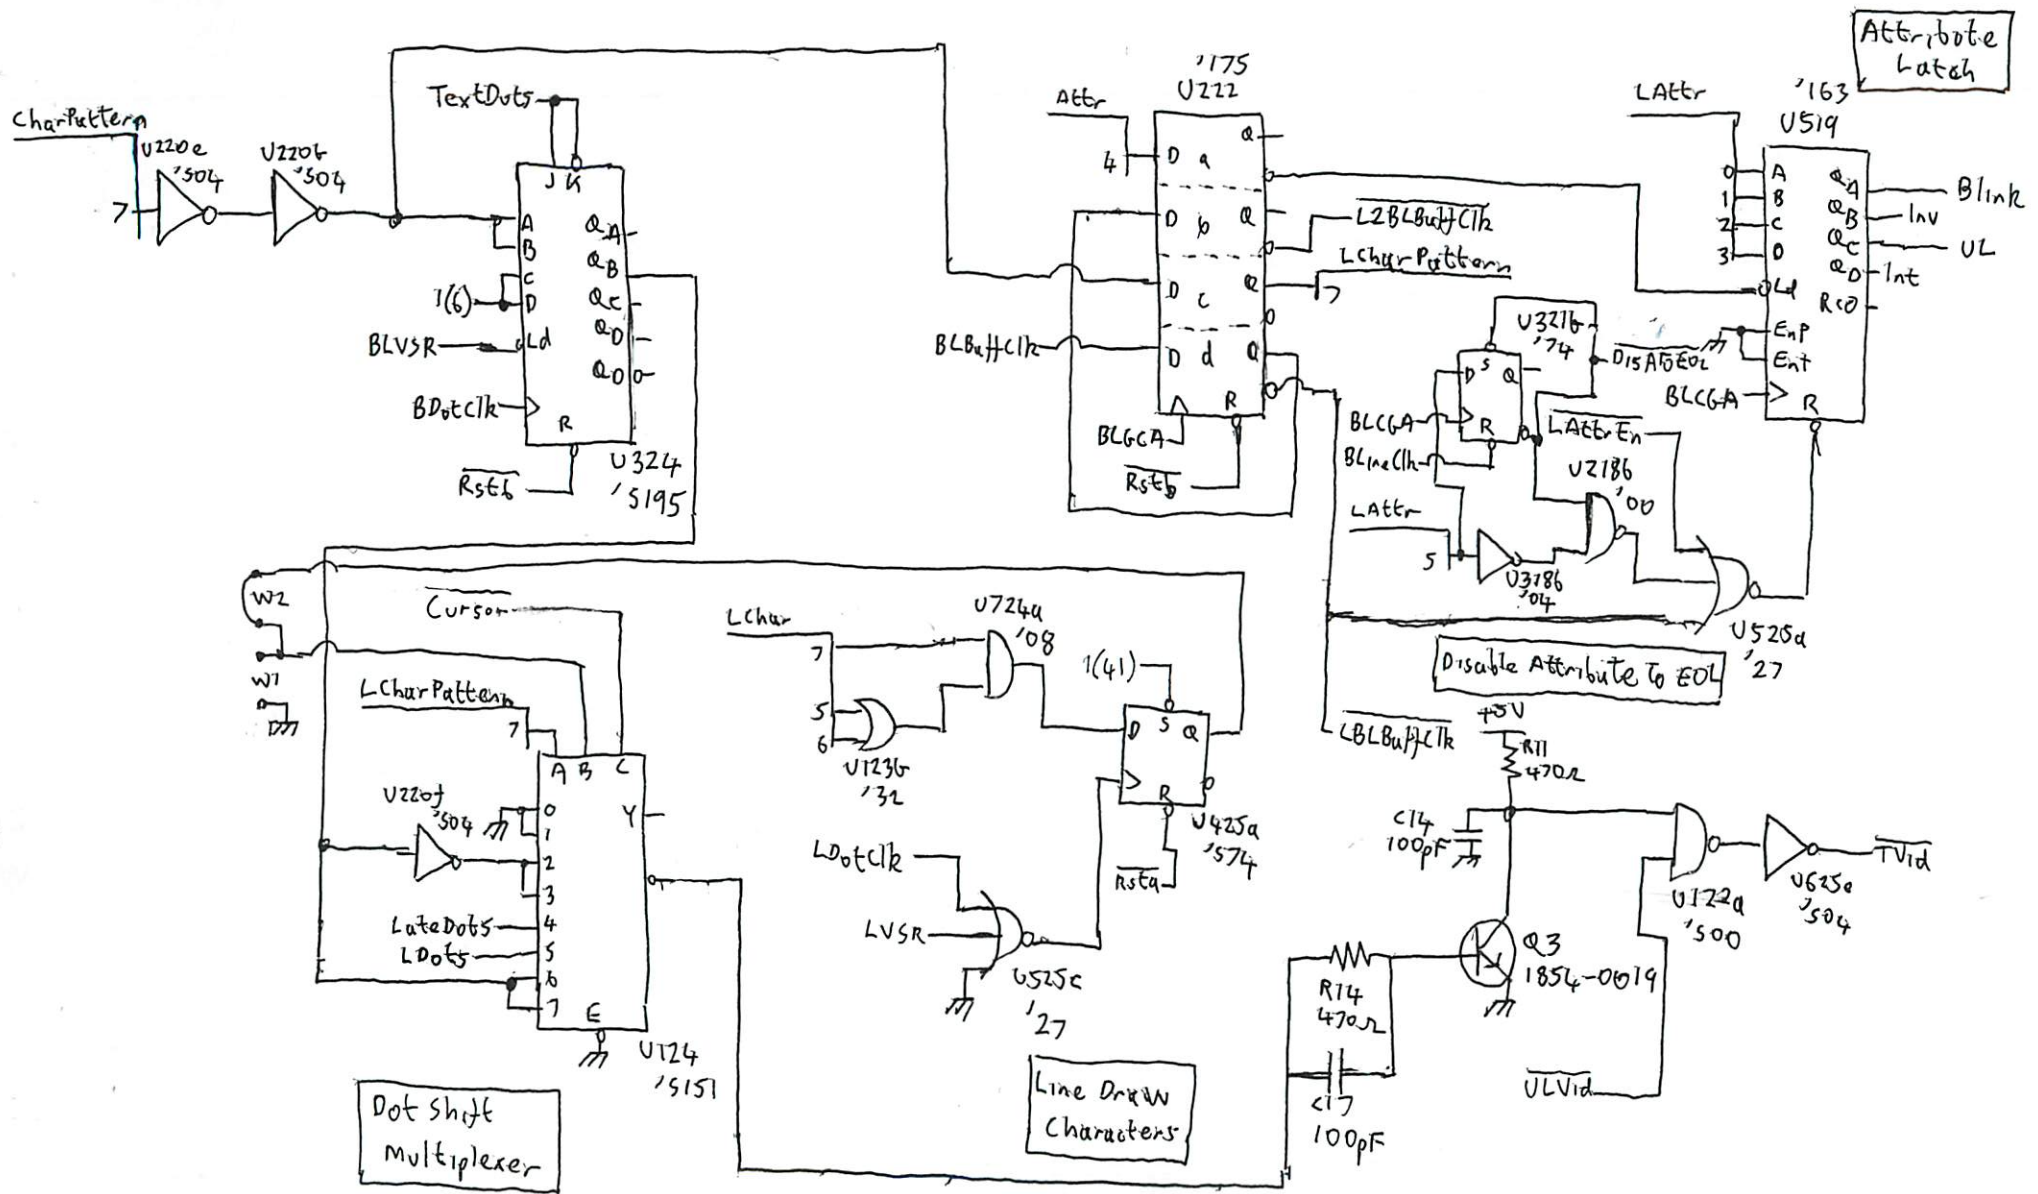 Attribute
Latch
CharPattern
7
U220e
'S04
U220b
'S04
TextDots
J K
A
B
C
D
Ld
R
QA
QB
QC
QD
QD
1(6)
BLVSR
BDotClk
Rstb
U324
'S195
'175
U222
Attr
4
D a
D b
D c
D d
Q
Q
Q
Q
R
BLBuffClk
BLGCA
Rstb
L2BLBuffClk
LCharPattern
7
LAttr
'163
U519
0
1
2
3
A
B
C
D
Ld
EnP
Ent
R
QA
QB
QC
QD
RCO
Blink
Inv
UL
Int
BLCGA
U321b
'74
D S Q
R
DisAToEOL
BLCGA
BLineClk
LAttrEn
U218b
'00
LAttr
5
U318b
'04
U525a
'27
Disable Attribute To EOL
LBLBuffClk
W2
W1
Cursor
LCharPattern
7
U220f
'S04
A B C
0
1
2
3
4
5
6
7
Y
E
LateDots
LDots
U124
'S151
Dot Shift
Multiplexer
LChar
7
5
6
U724a
'08
U123b
'32
1(41)
D S Q
R
U425a
'S74
Rsta
LDotClk
LVSR
U525c
'27
Line Draw
Characters
+5V
R11
470Ω
C14
100pF
Q3
1854-0019
R14
470Ω
C17
100pF
U122a
'S00
U625e
'S04
TVid
ULVid